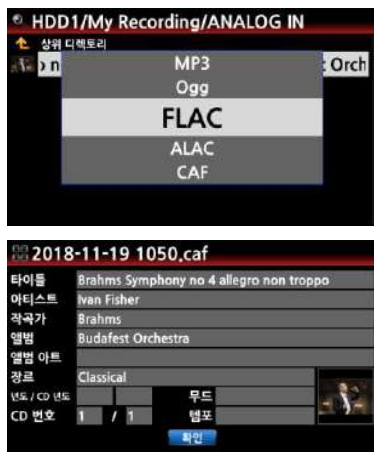 HDD1/My Recording/ANALOG IN
상위 디렉토리
n
MP3
: Orch
Ogg
FLAC
ALAC
CAF
2018-11-19 1050.caf
타이틀 Brahms Symphony no 4 allegro non troppo
아티스트 Ivan Fisher
작곡가 Brahms
앨범 Budafest Orchestra
앨범 아트
장르 Classical
년도 / CD 년도 무드
CD 번호 1 / 1 템포
확인